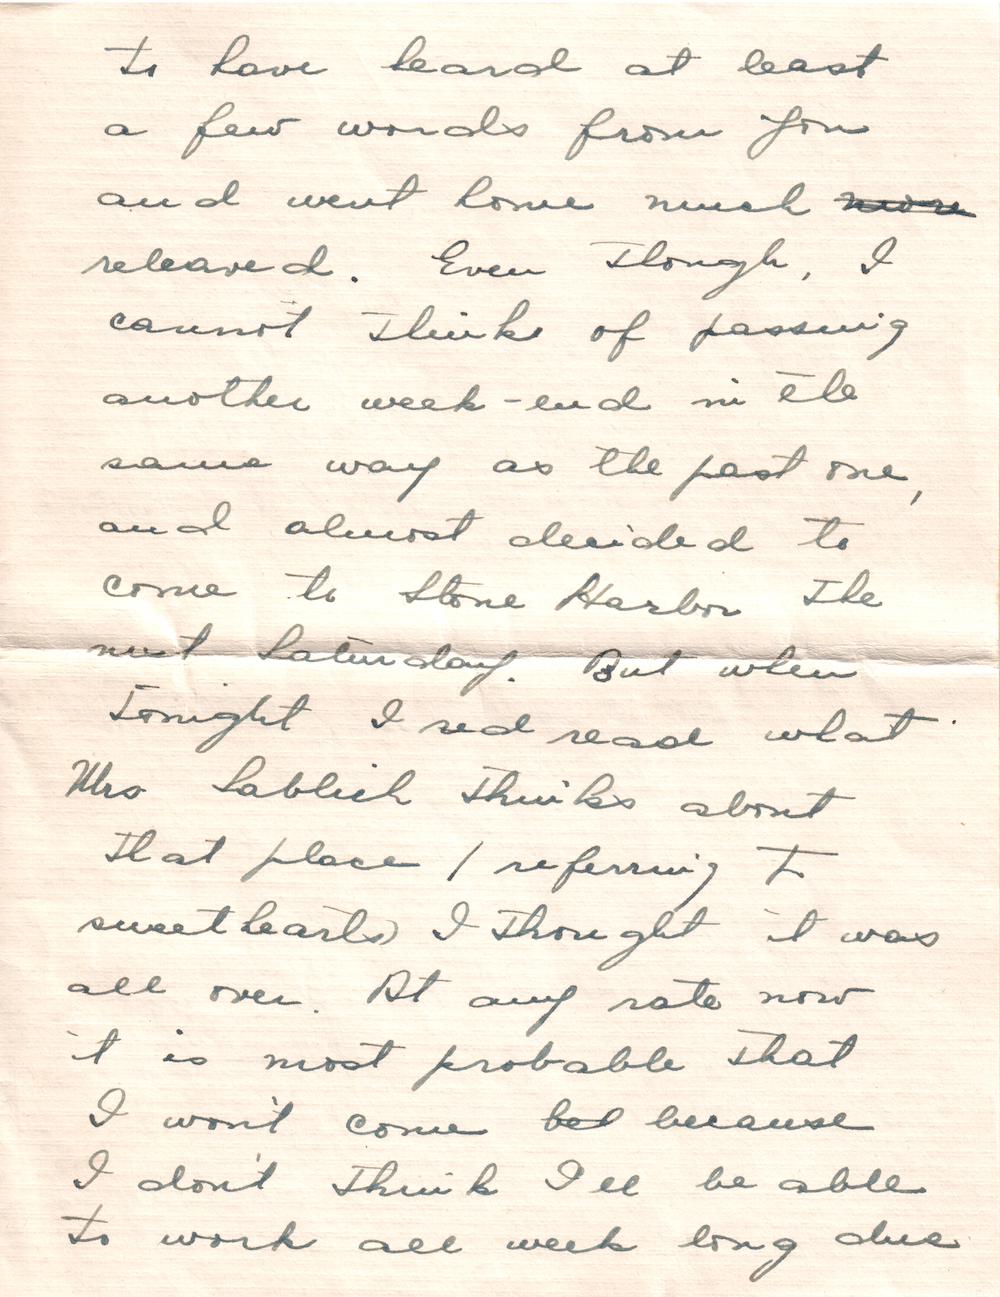 to have heard at least
a few words from you
and went home much more
releaved. Even though, I
cannot think of passing
another week-end in the
same way as the past one,
and almost decided to
come to Stone Harbor the
next Saturday. But when
tonight I red read what
Mrs Sablich thinks about
that place / referring to
sweethearts) I thought it was
all over. At any rate now
it is most probable that
I won't come bec because
I don't think I'll be able
to work all week long due